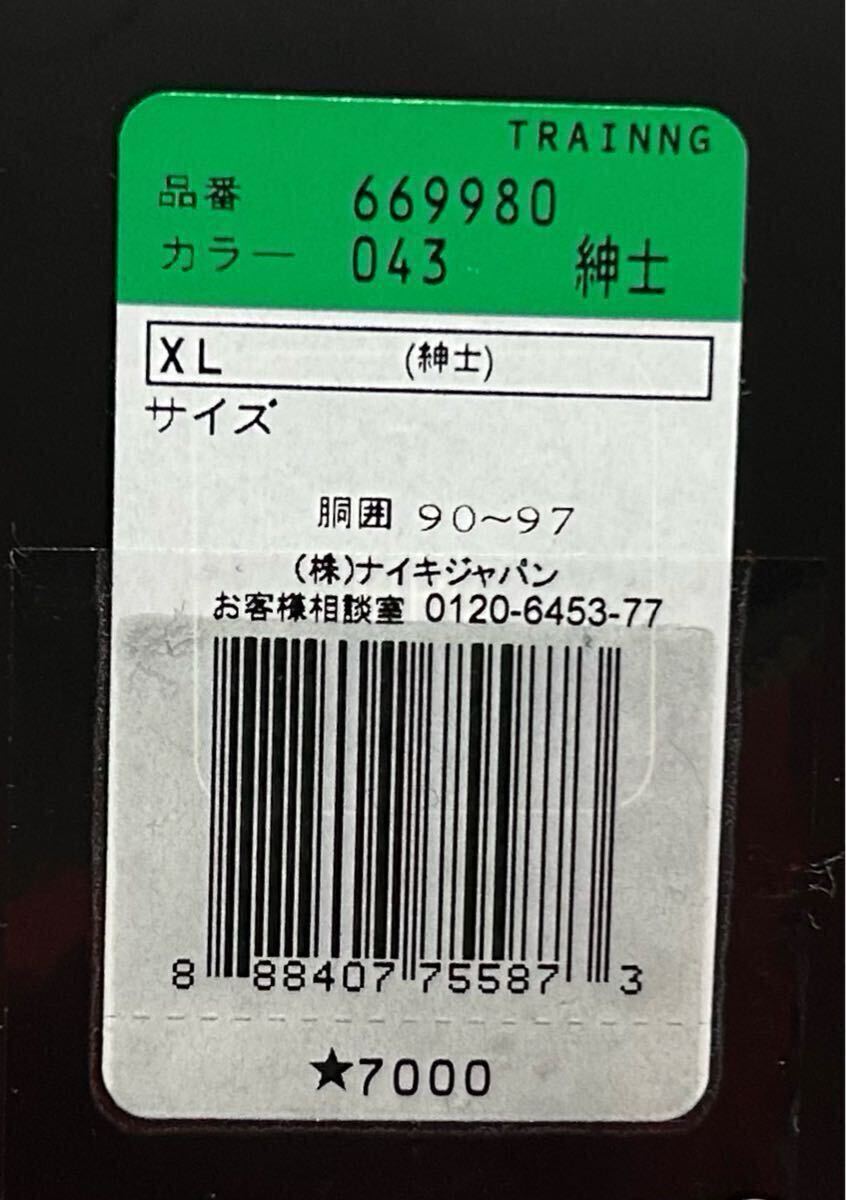 TRAINNG
品番 669980
カラー 043 紳士
XL (紳士)
サイズ
胴囲 90~97
(株)ナイキジャパン
お客様相談室 0120-6453-77
8 88407 75587 3
★7000